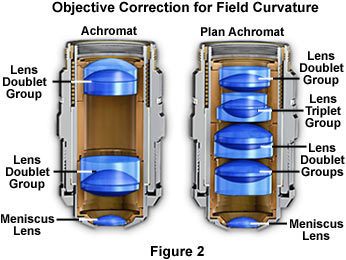 Objective Correction for Field Curvature
Achromat
Plan Achromat
Lens
Doublet
Group
Lens
Doublet
Group
Meniscus
Lens
Lens
Doublet
Group
Lens
Triplet
Group
Lens
Doublet
Groups
Meniscus
Lens
Figure 2